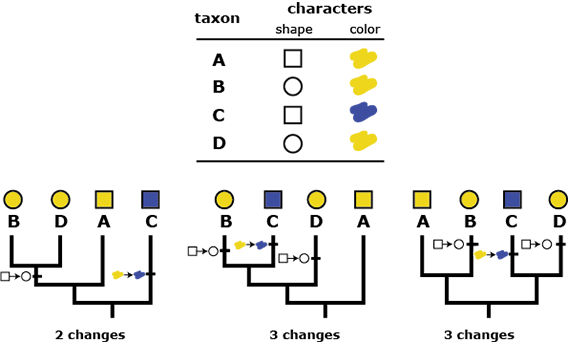 characters
taxon
shape color
A
B
C
D
B D A C
B C D A
A B C D
2 changes
3 changes
3 changes